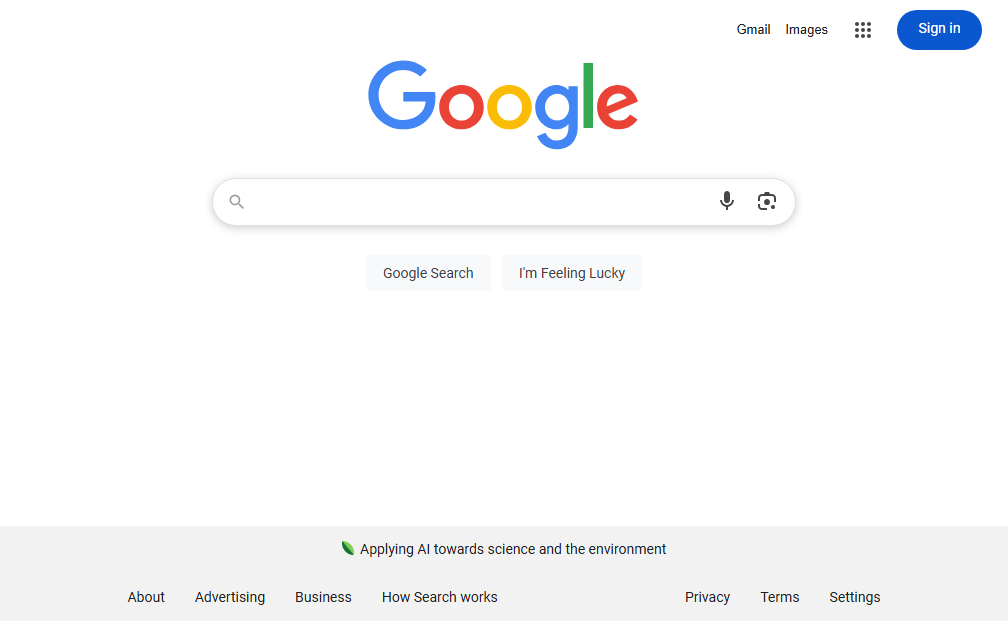 Gmail Images Sign in
Google
Google Search I'm Feeling Lucky
Applying AI towards science and the environment
About Advertising Business How Search works Privacy Terms Settings